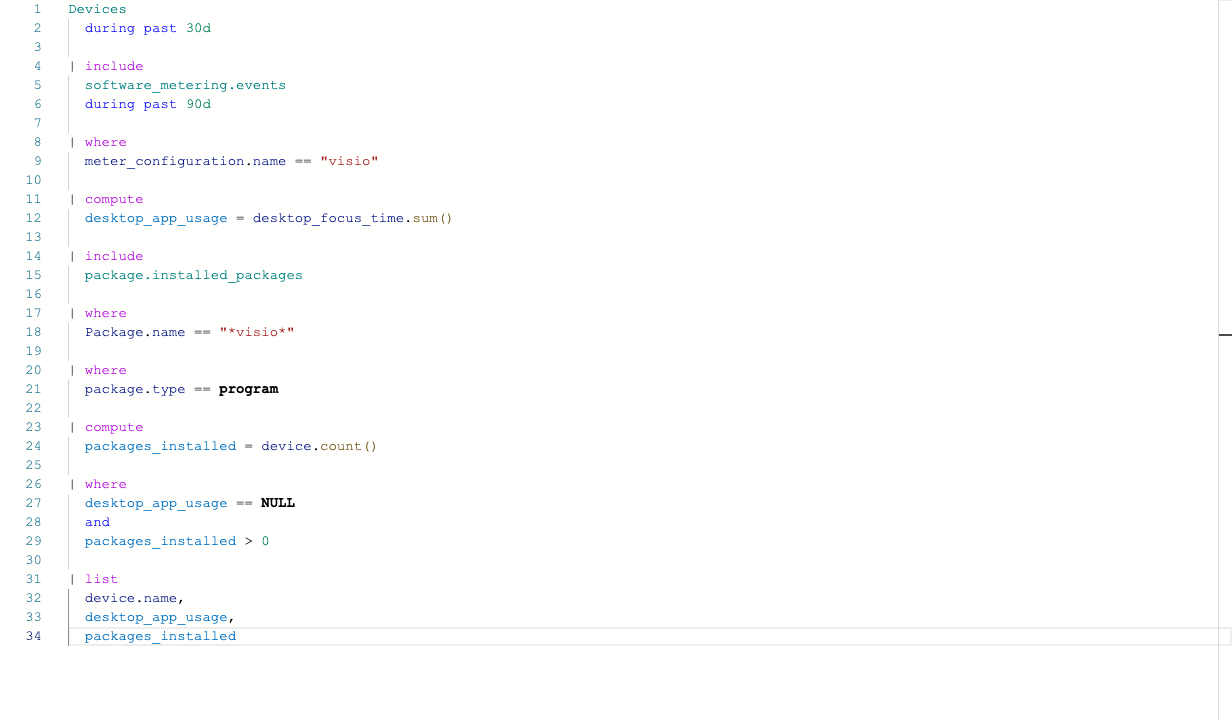 1 Devices
2 during past 30d
3
4 | include
5 software_metering.events
6 during past 90d
7
8 | where
9 meter_configuration.name == "visio"
10
11 | compute
12 desktop_app_usage = desktop_focus_time.sum()
13
14 | include
15 package.installed_packages
16
17 | where
18 Package.name == "*visio*"
19
20 | where
21 package.type == program
22
23 | compute
24 packages_installed = device.count()
25
26 | where
27 desktop_app_usage == NULL
28 and
29 packages_installed > 0
30
31 | list
32 device.name,
33 desktop_app_usage,
34 packages_installed